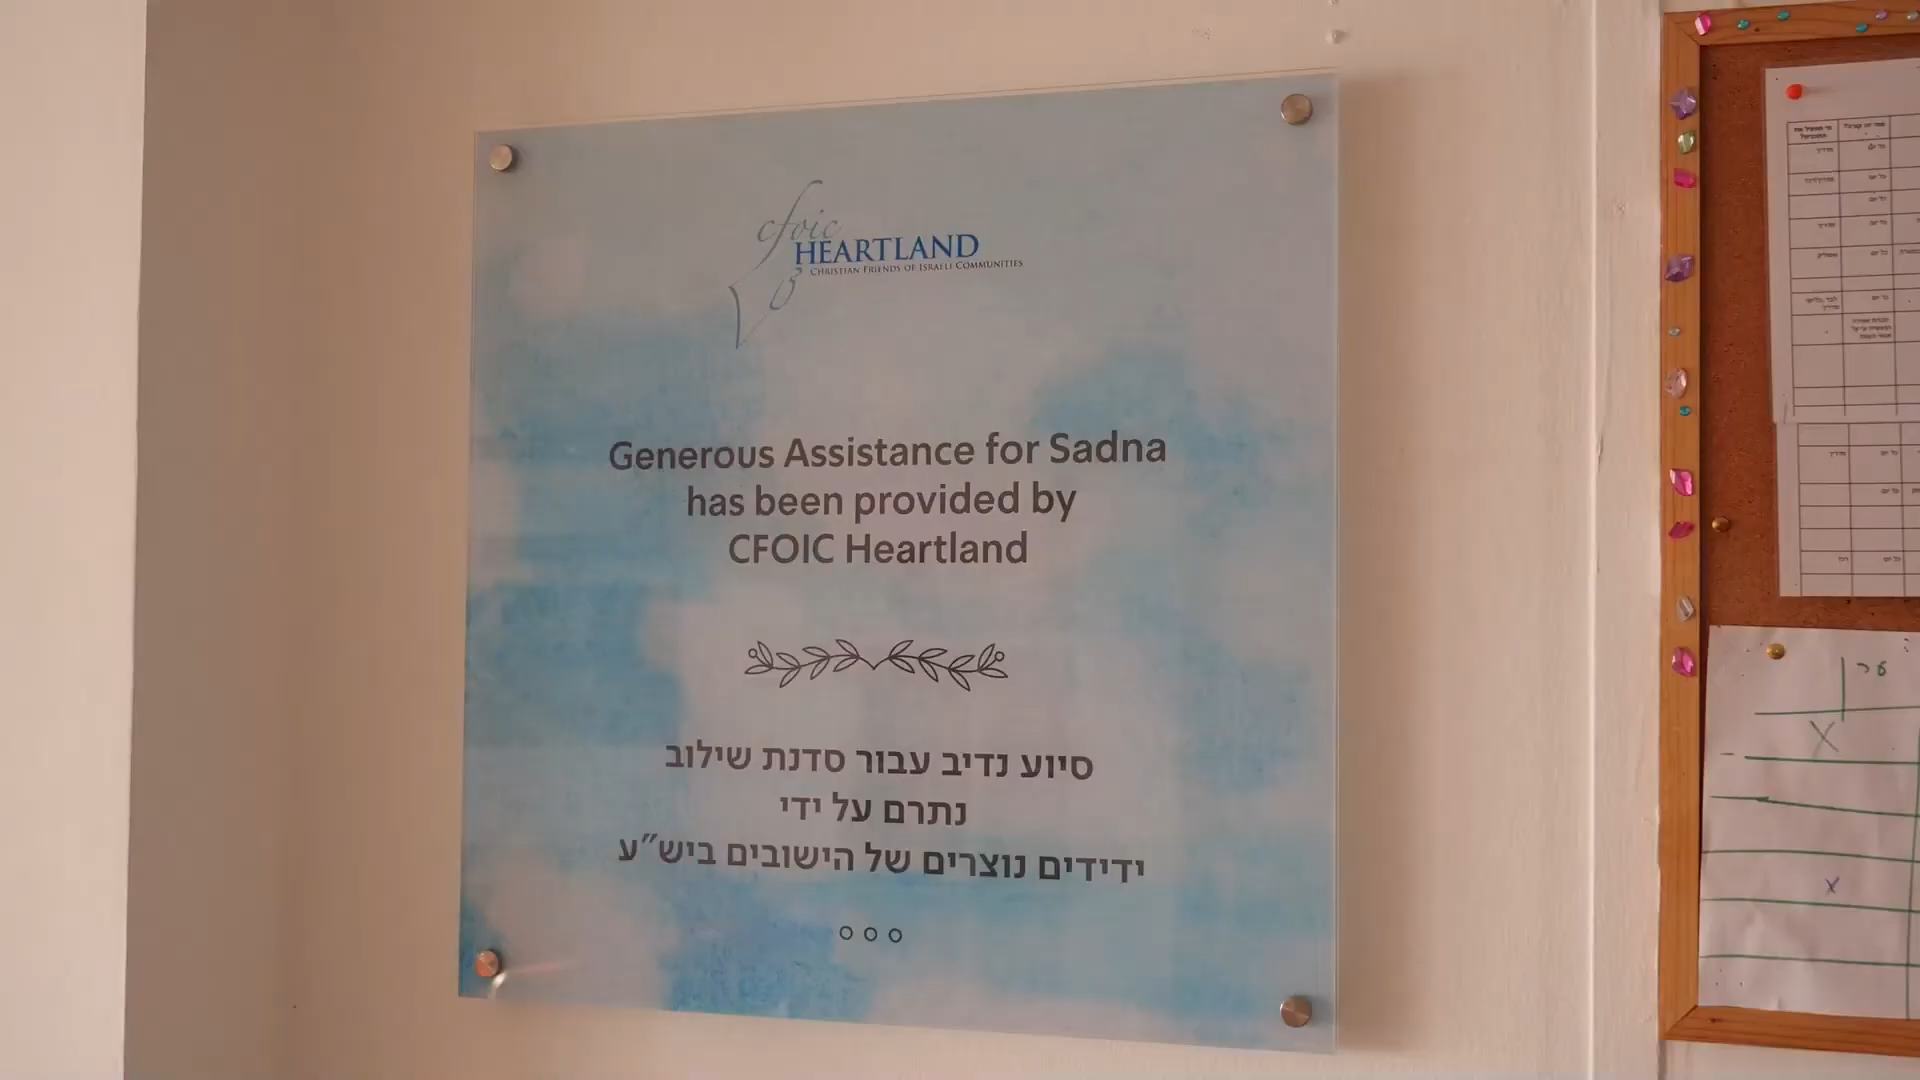 cfoic
HEARTLAND
CHRISTIAN FRIENDS OF ISRAELI COMMUNITIES
Generous Assistance for Sadna
has been provided by
CFOIC Heartland
סיוע נדיב עבור סדנת שילוב
נתרם על ידי
ידידים נוצרים של הישובים ביש״ע